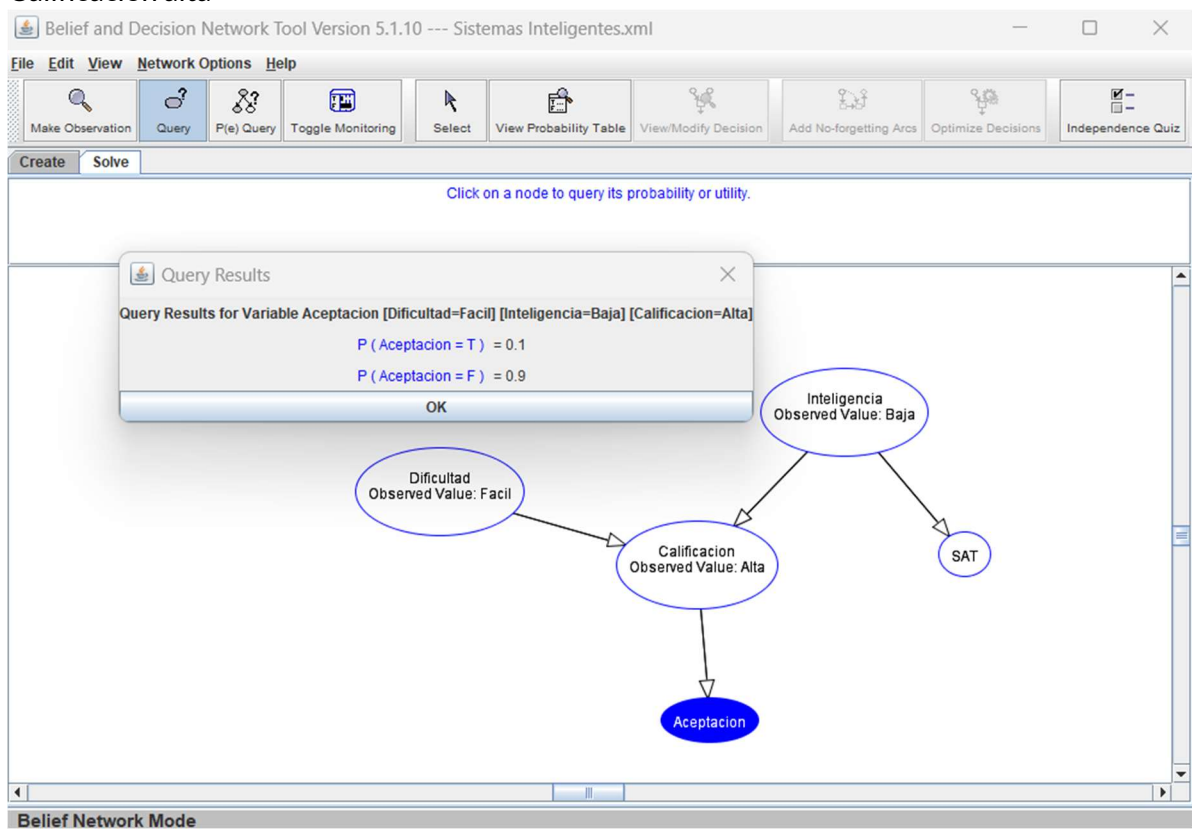 Belief and Decision Network Tool Version 5.1.10 --- Sistemas Inteligentes.xml
File Edit View Network Options Help
Make Observation Query P(e) Query Toggle Monitoring Select View Probability Table View/Modify Decision Add No-forgetting Arcs Optimize Decisions Independence Quiz
Create Solve
Click on a node to query its probability or utility.
Query Results
Query Results for Variable Aceptacion [Dificultad=Facil] [Inteligencia=Baja] [Calificacion=Alta]
P ( Aceptacion = T ) = 0.1
P ( Aceptacion = F ) = 0.9
OK
Inteligencia
Observed Value: Baja
Dificultad
Observed Value: Facil
Calificacion
Observed Value: Alta
SAT
Aceptacion
Belief Network Mode